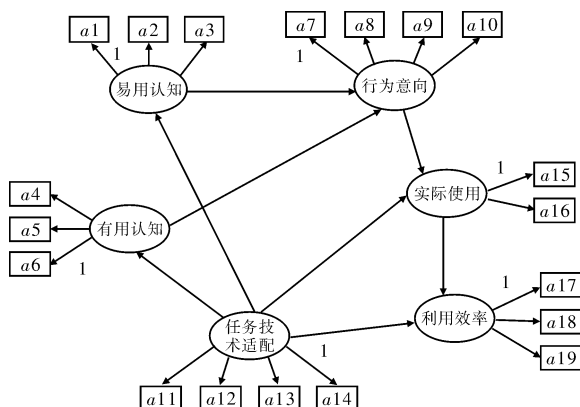 a1
a2
a3
a7
a8
a9
a10
1
1
易用认知
行为意向
a4
a5
a6
有用认知
1
实际使用
1
a15
a16
任务技
术适配
1
利用效率
1
a17
a18
a19
a11
a12
a13
a14